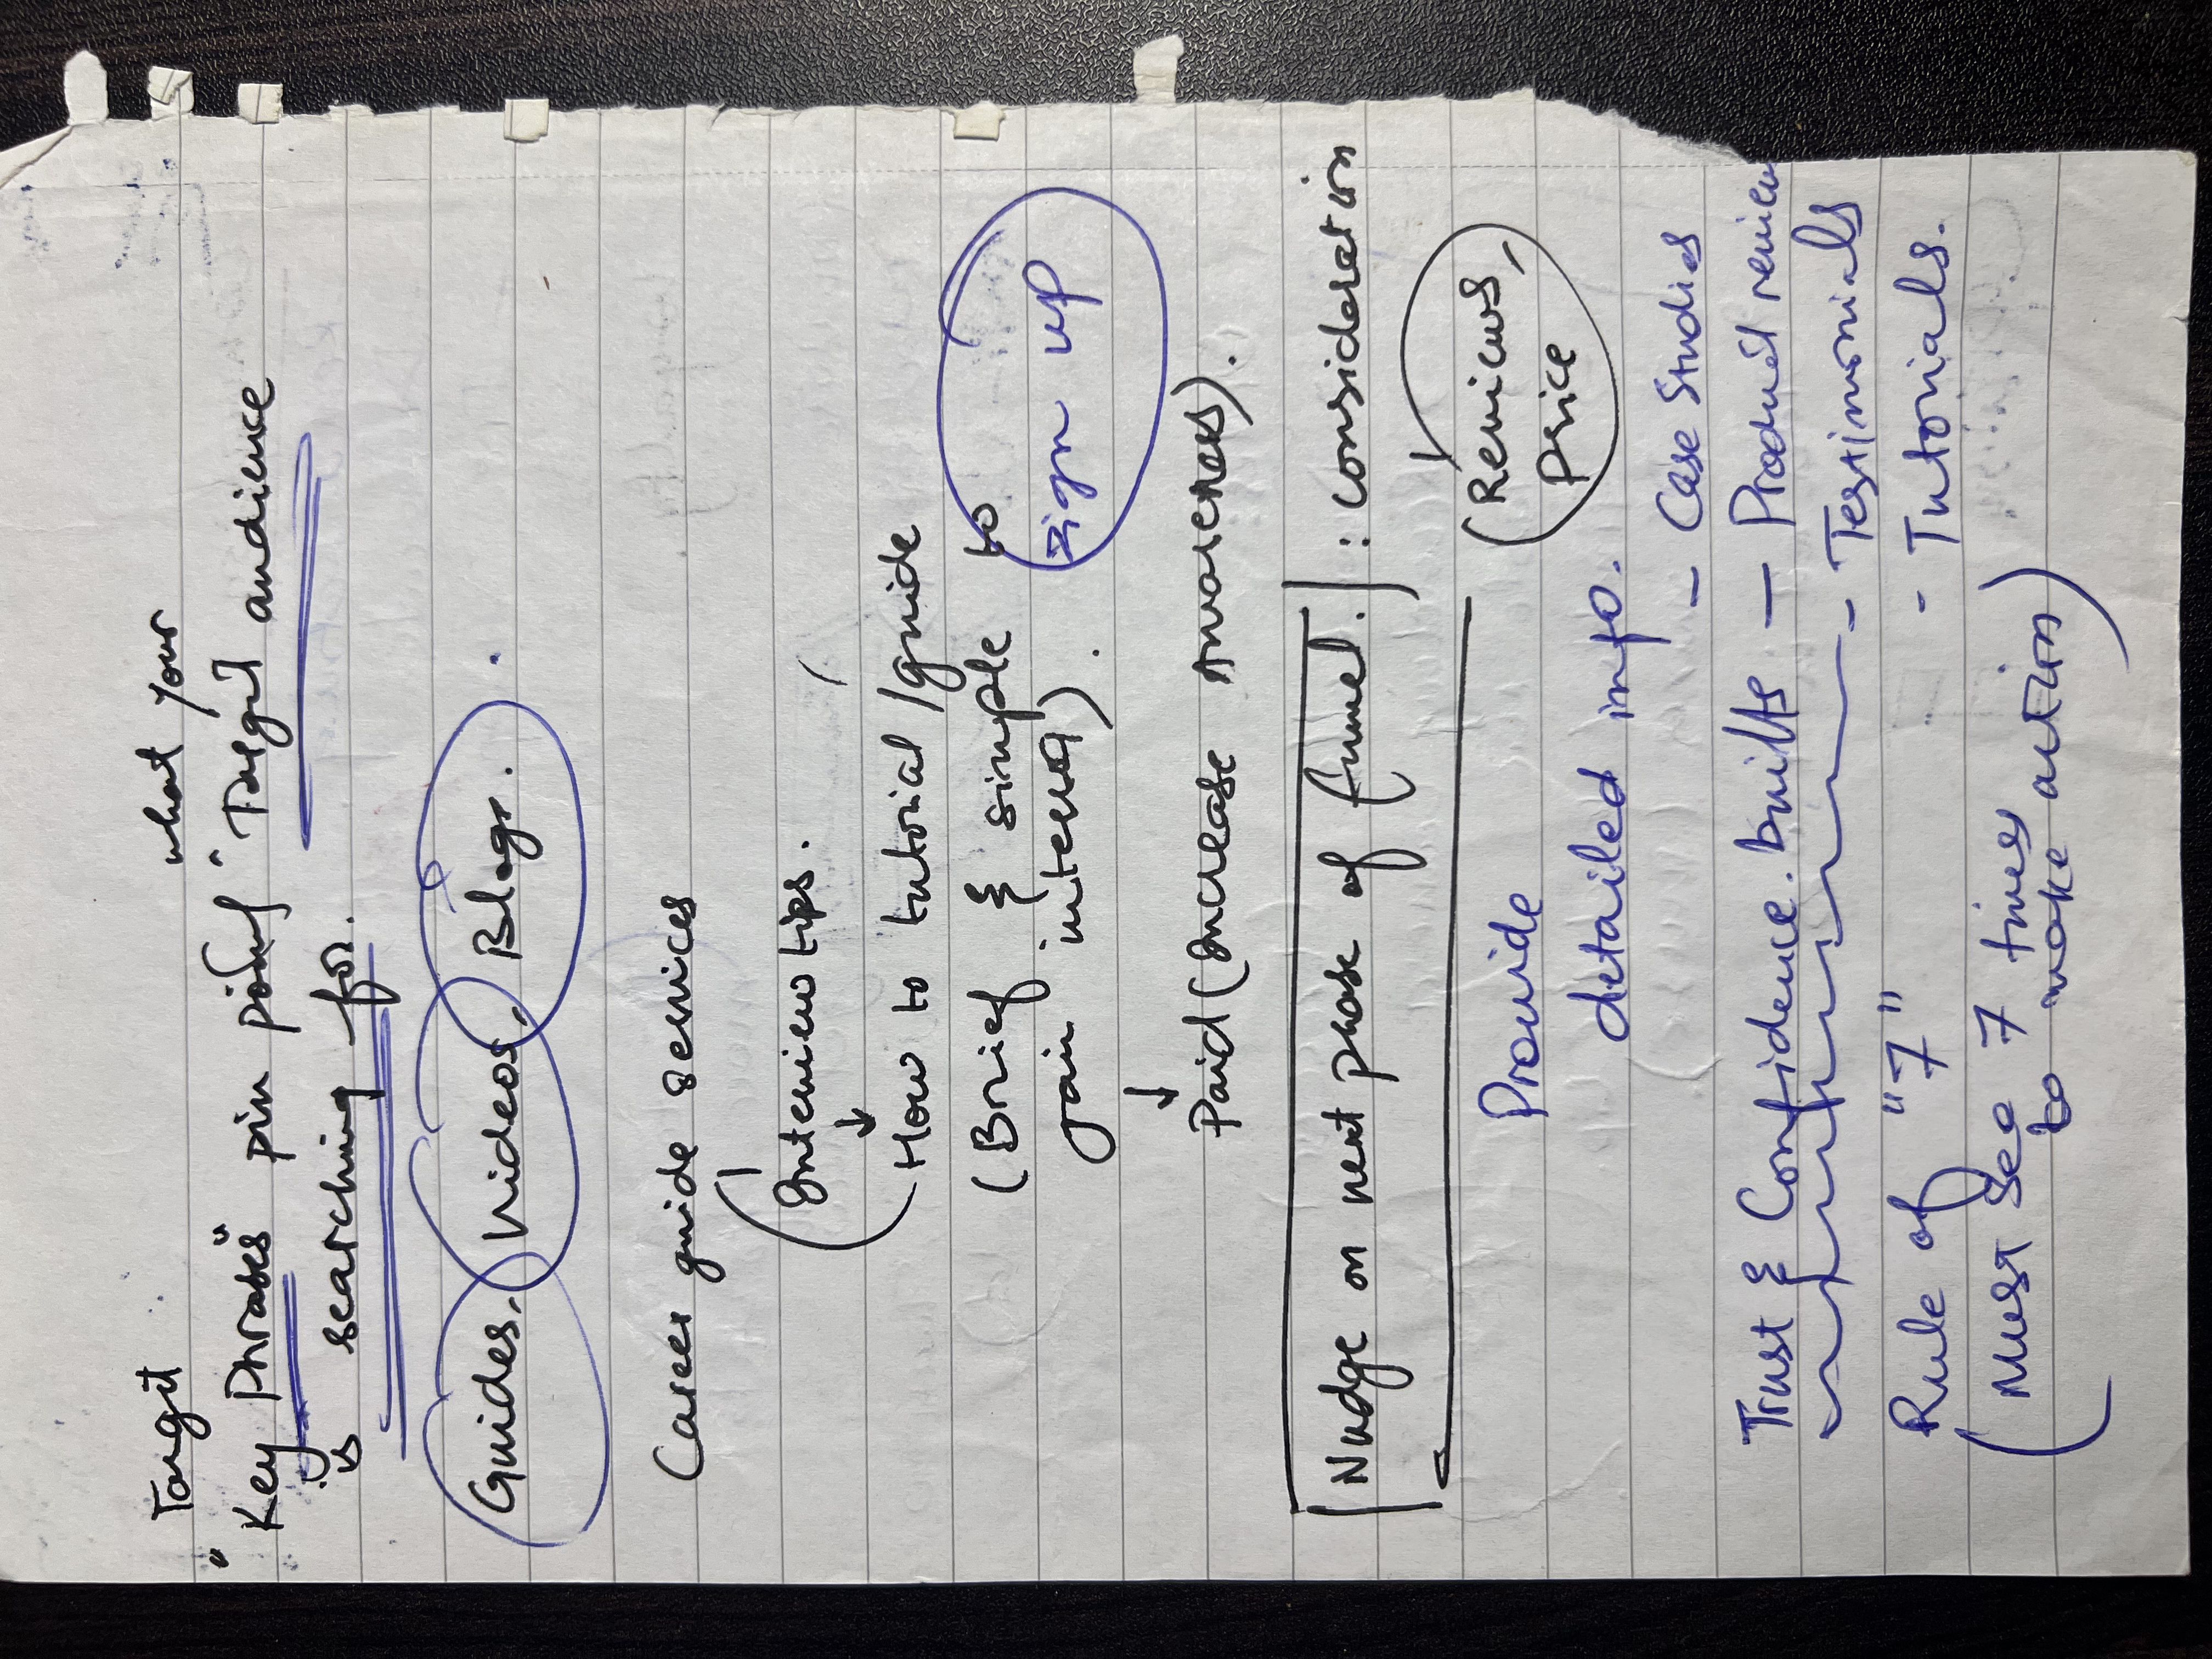 Target
what your
"Key Phrases" pin point "Target audience
is searching for.
Guides, Videos, Blogs.
Career guide services
(Interview tips.
How to tutorial / guide
(Brief & simple to
gain interest).
sign up
Paid (Increase Awareness).
[Nudge on next phase of funnel.] : consideration
(Reviews,
Price
Provide
detailed info.
- Case Studies
Trust & Confidence. builts - Product review
- Testimonials
Rule of "7"
- Tutorials.
(Must see 7 times
to make action)